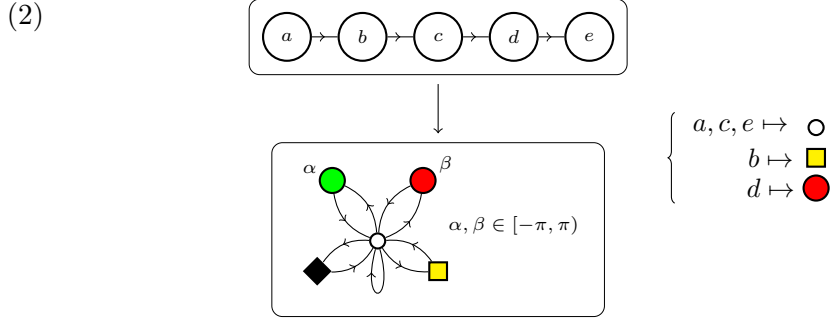 (2)
a b c d e
α β
α, β ∈ [−π, π)
a, c, e ↦
b ↦
d ↦